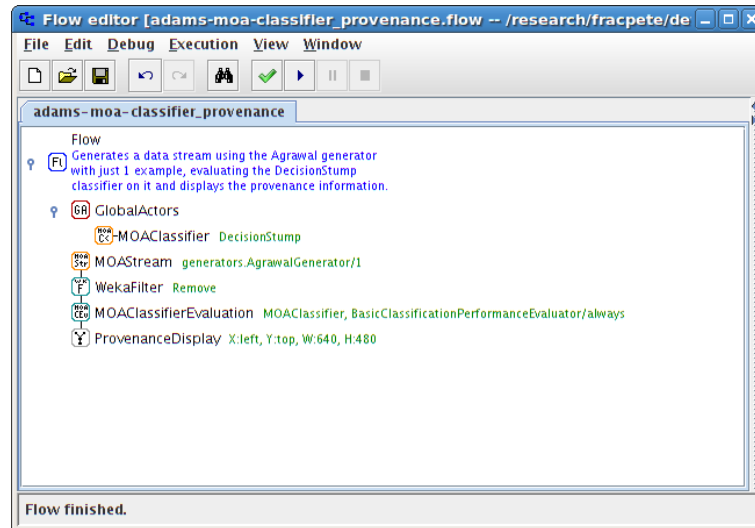 Flow editor [adams-moa-classifier_provenance.flow -- /research/fracpete/de
File Edit Debug Execution View Window
adams-moa-classifier_provenance
Flow
Generates a data stream using the Agrawal generator
with just 1 example, evaluating the DecisionStump
classifier on it and displays the provenance information.
GlobalActors
MOAClassifier DecisionStump
MOAStream generators.AgrawalGenerator/1
WekaFilter Remove
MOAClassifierEvaluation MOAClassifier, BasicClassificationPerformanceEvaluator/always
ProvenanceDisplay X:left, Y:top, W:640, H:480
Flow finished.